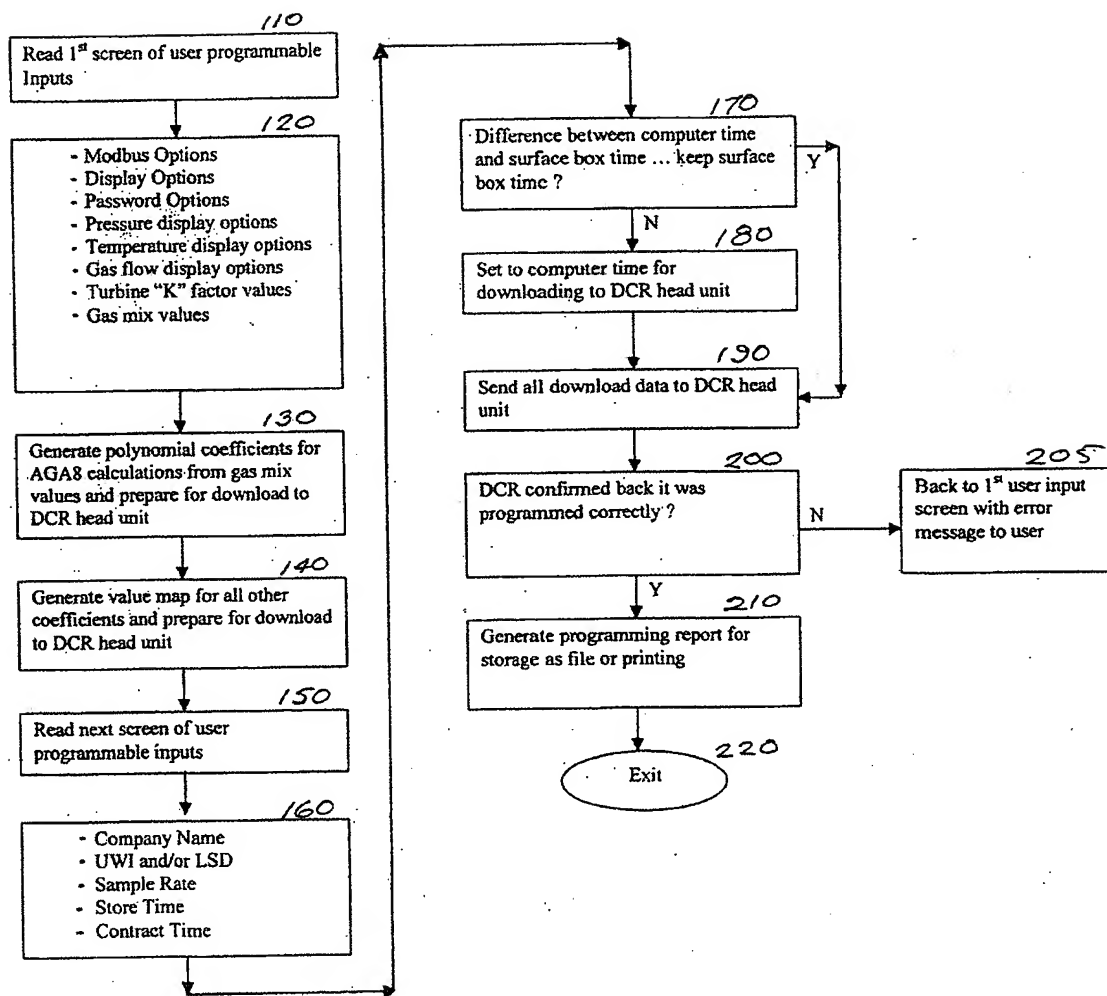 110
Read 1st screen of user programmable
Inputs
120
- Modbus Options
- Display Options
- Password Options
- Pressure display options
- Temperature display options
- Gas flow display options
- Turbine "K" factor values
- Gas mix values
130
Generate polynomial coefficients for
AGA8 calculations from gas mix
values and prepare for download to
DCR head unit
140
Generate value map for all other
coefficients and prepare for download
to DCR head unit
150
Read next screen of user
programmable inputs
160
- Company Name
- UWI and/or LSD
- Sample Rate
- Store Time
- Contract Time
170
Difference between computer time
and surface box time ... keep surface
box time ?
Y
N
180
Set to computer time for
downloading to DCR head unit
190
Send all download data to DCR head
unit
200
DCR confirmed back it was
programmed correctly ?
N
205
Back to 1st user input
screen with error
message to user
Y
210
Generate programming report for
storage as file or printing
220
Exit